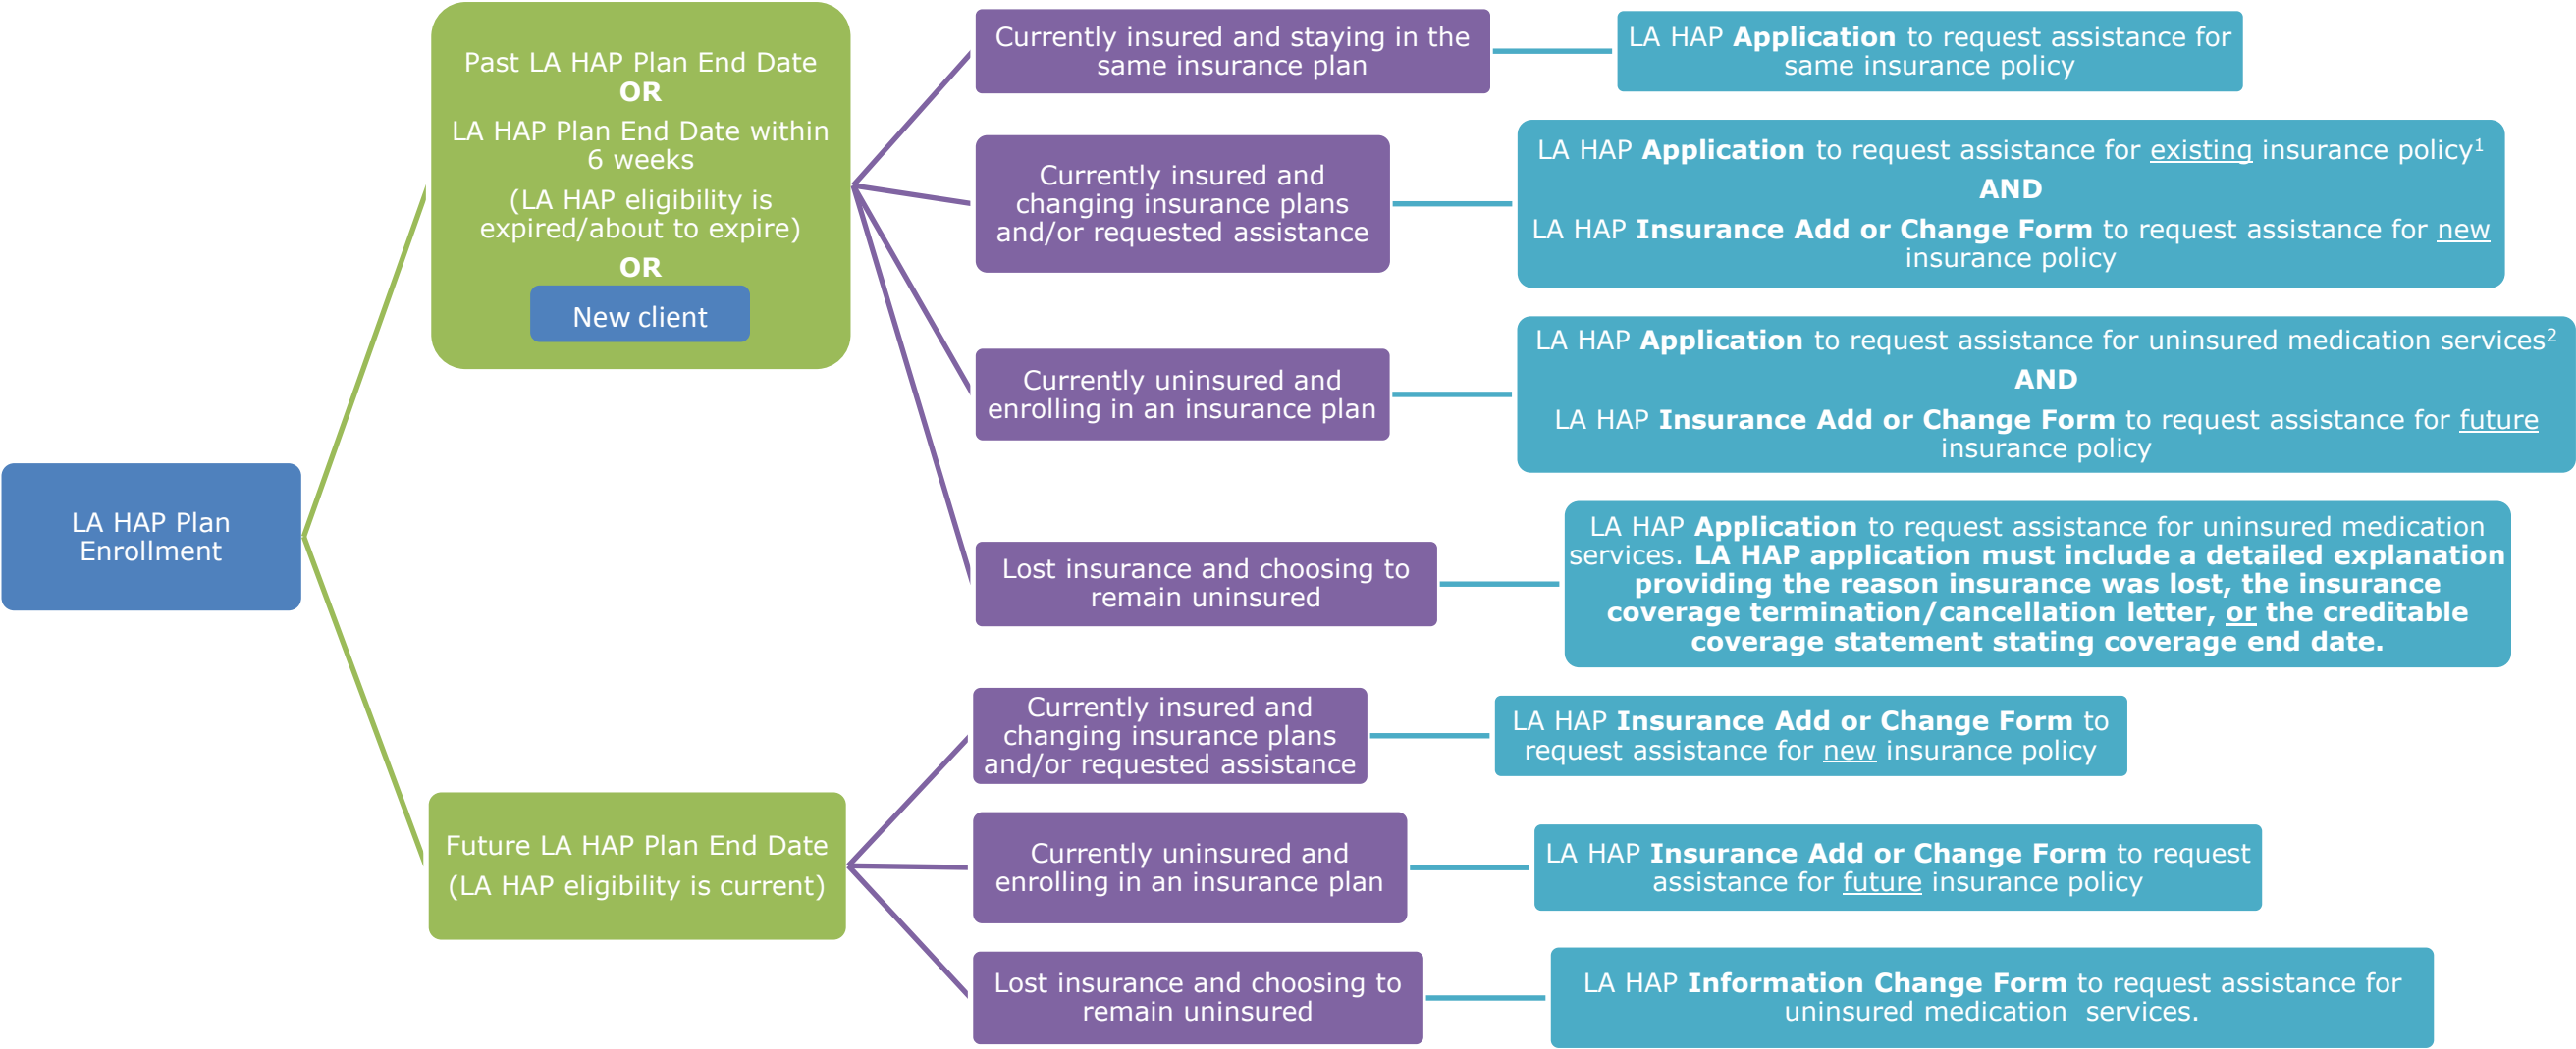 LA HAP Plan
Enrollment
Past LA HAP Plan End Date
OR
LA HAP Plan End Date within
6 weeks
(LA HAP eligibility is
expired/about to expire)
OR
New client
Currently insured and staying in the
same insurance plan
LA HAP Application to request assistance for
same insurance policy
Currently insured and
changing insurance plans
and/or requested assistance
LA HAP Application to request assistance for existing insurance policy1
AND
LA HAP Insurance Add or Change Form to request assistance for new
insurance policy
Currently uninsured and
enrolling in an insurance plan
LA HAP Application to request assistance for uninsured medication services2
AND
LA HAP Insurance Add or Change Form to request assistance for future
insurance policy
Lost insurance and choosing to
remain uninsured
LA HAP Application to request assistance for uninsured medication
services. LA HAP application must include a detailed explanation
providing the reason insurance was lost, the insurance
coverage termination/cancellation letter, or the creditable
coverage statement stating coverage end date.
Future LA HAP Plan End Date
(LA HAP eligibility is current)
Currently insured and
changing insurance plans
and/or requested assistance
LA HAP Insurance Add or Change Form to
request assistance for new insurance policy
Currently uninsured and
enrolling in an insurance plan
LA HAP Insurance Add or Change Form to request
assistance for future insurance policy
Lost insurance and choosing to
remain uninsured
LA HAP Information Change Form to request assistance for
uninsured medication services.